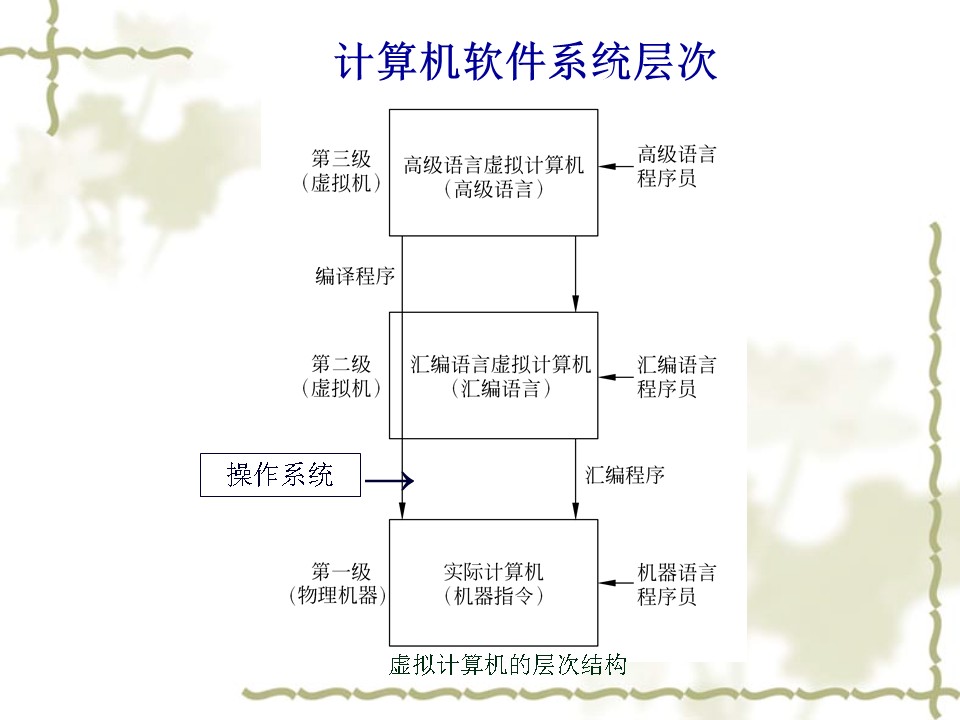 计算机软件系统层次
第三级
（虚拟机）
高级语言虚拟计算机
（高级语言）
高级语言
程序员
编译程序
第二级
（虚拟机）
汇编语言虚拟计算机
（汇编语言）
汇编语言
程序员
操作系统
汇编程序
第一级
（物理机器）
实际计算机
（机器指令）
机器语言
程序员
虚拟计算机的层次结构